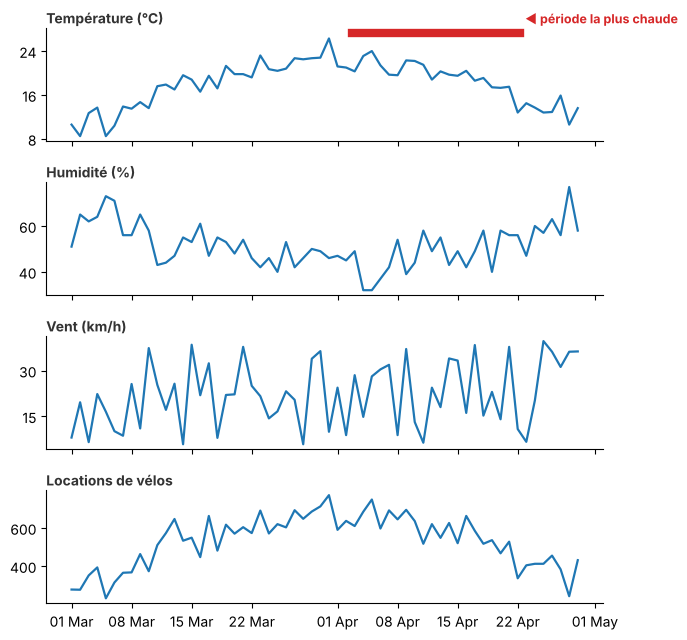 Température (°C)
◀ période la plus chaude
24
16
8
Humidité (%)
60
40
Vent (km/h)
30
15
Locations de vélos
600
400
01 Mar 08 Mar 15 Mar 22 Mar 01 Apr 08 Apr 15 Apr 22 Apr 01 May